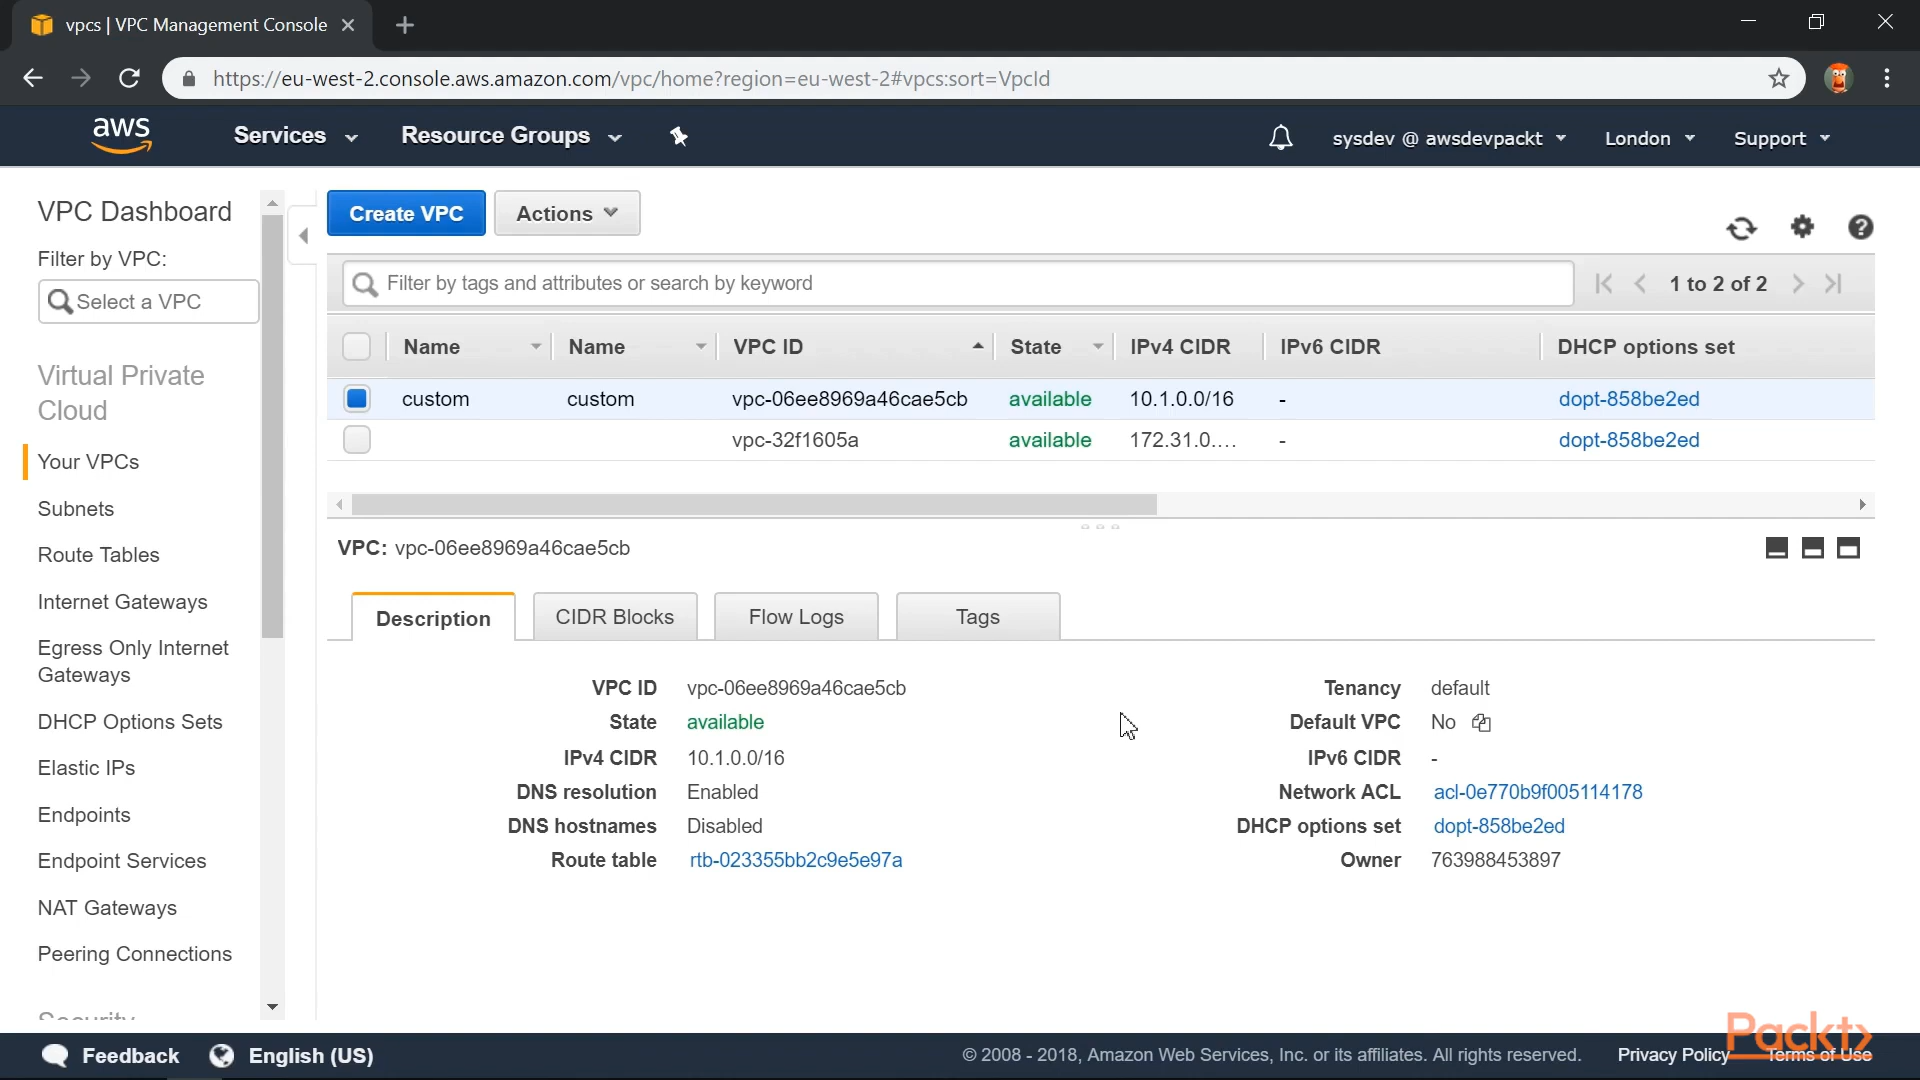 vpcs | VPC Management Console
https://eu-west-2.console.aws.amazon.com/vpc/home?region=eu-west-2#vpcs:sort=VpcId
aws
Services
Resource Groups
sysdev @ awsdevpackt
London
Support
VPC Dashboard
Filter by VPC:
Select a VPC
Virtual Private
Cloud
Your VPCs
Subnets
Route Tables
Internet Gateways
Egress Only Internet
Gateways
DHCP Options Sets
Elastic IPs
Endpoints
Endpoint Services
NAT Gateways
Peering Connections
Security
Create VPC
Actions
Filter by tags and attributes or search by keyword
1 to 2 of 2
Name Name VPC ID State IPv4 CIDR IPv6 CIDR DHCP options set
custom custom vpc-06ee8969a46cae5cb available 10.1.0.0/16 - dopt-858be2ed
vpc-32f1605a available 172.31.0.... - dopt-858be2ed
VPC: vpc-06ee8969a46cae5cb
Description
CIDR Blocks
Flow Logs
Tags
VPC ID vpc-06ee8969a46cae5cb
State available
IPv4 CIDR 10.1.0.0/16
DNS resolution Enabled
DNS hostnames Disabled
Route table rtb-023355bb2c9e5e97a
Tenancy default
Default VPC No
IPv6 CIDR -
Network ACL acl-0e770b9f005114178
DHCP options set dopt-858be2ed
Owner 763988453897
Feedback
English (US)
© 2008 - 2018, Amazon Web Services, Inc. or its affiliates. All rights reserved.
Privacy Policy
Terms of Use
Packt>